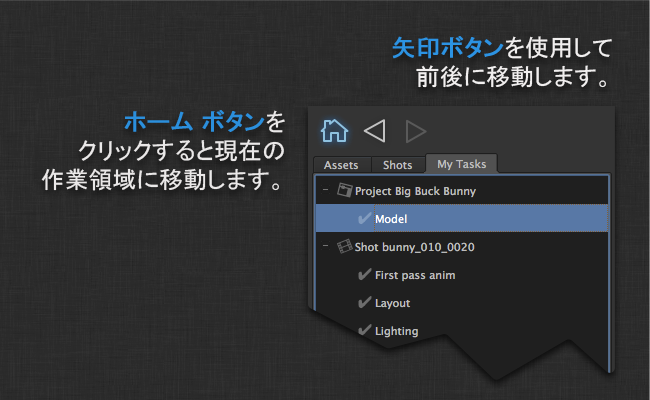 矢印ボタンを使用して
前後に移動します。
ホーム ボタンを
クリックすると現在の
作業領域に移動します。
Assets Shots My Tasks
Project Big Buck Bunny
Model
Shot bunny_010_0020
First pass anim
Layout
Lighting